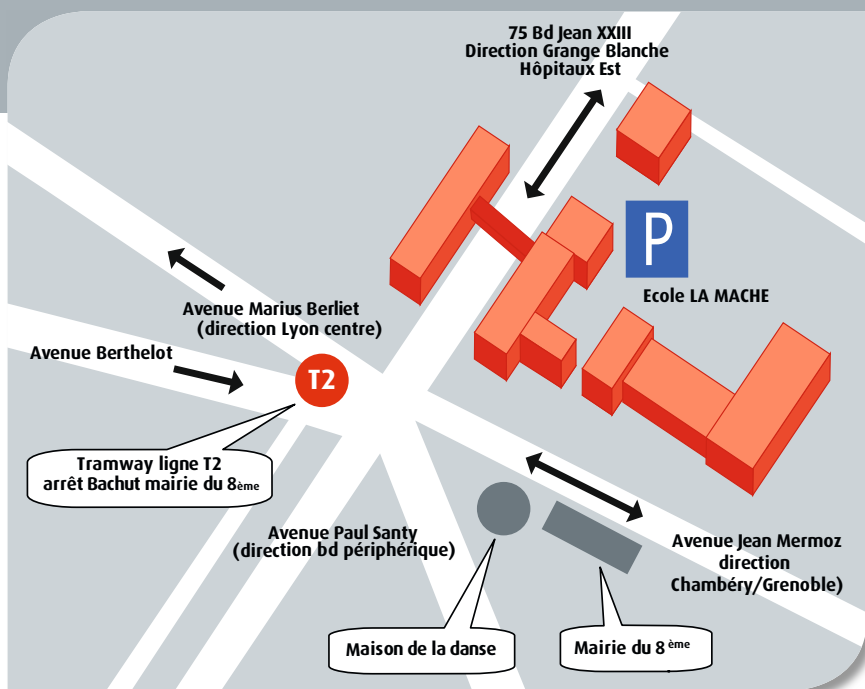 75 Bd Jean XXIII
Direction Grange Blanche
Hôpitaux Est
P
Ecole LA MACHE
Avenue Marius Berliet
(direction Lyon centre)
Avenue Berthelot
T2
Tramway ligne T2
arrêt Bachut mairie du 8ème
Avenue Paul Santy
(direction bd périphérique)
Avenue Jean Mermoz
direction
Chambéry/Grenoble)
Maison de la danse
Mairie du 8 ème